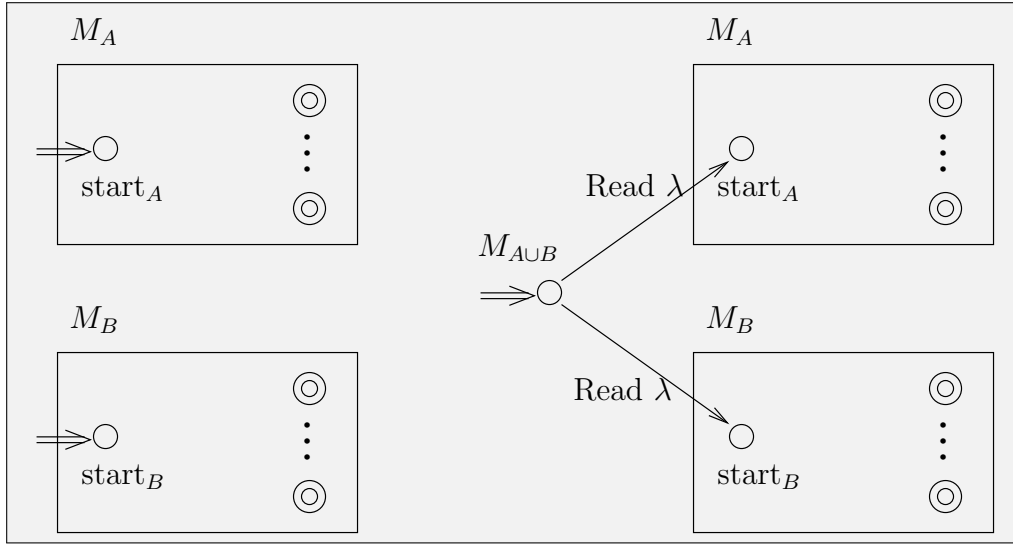 M_A
start_A
M_B
start_B
M_{A∪B}
Read λ
Read λ
M_A
start_A
M_B
start_B